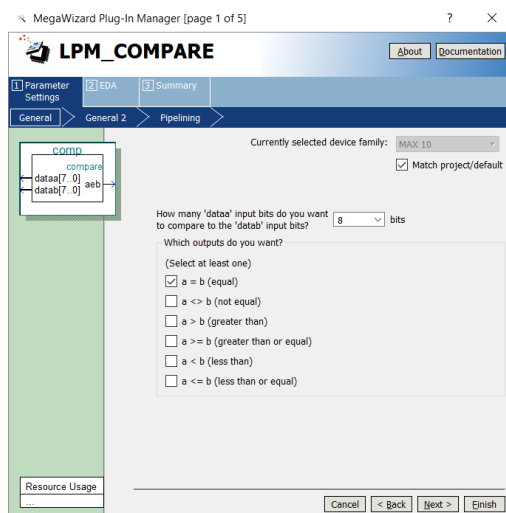 MegaWizard Plug-In Manager [page 1 of 5] ? ×
LPM_COMPARE
About Documentation
1 Parameter Settings 2 EDA 3 Summary
General General 2 Pipelining
Currently selected device family: MAX 10
Match project/default
comp
compare
dataa[7..0]
datab[7..0]
aeb
How many 'dataa' input bits do you want
to compare to the 'datab' input bits?
8 bits
Which outputs do you want?
(Select at least one)
a = b (equal)
a <> b (not equal)
a > b (greater than)
a >= b (greater than or equal)
a < b (less than)
a <= b (less than or equal)
Resource Usage
...
Cancel < Back Next > Finish